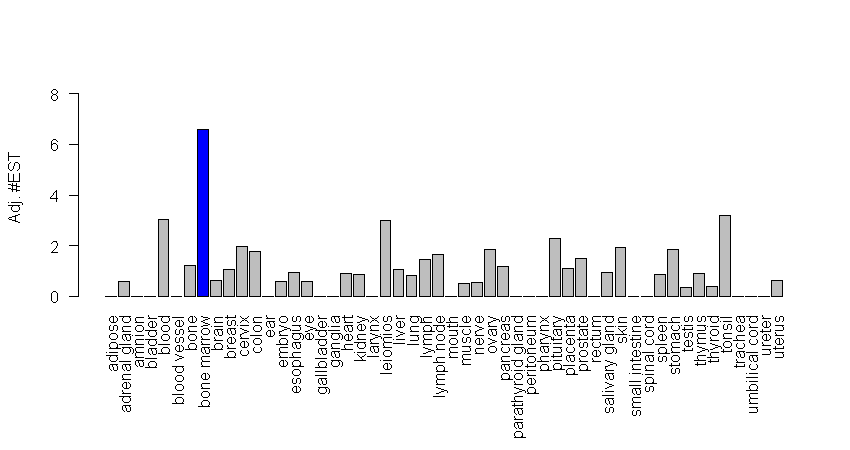 8
6
4
2
0
Adj. #EST
adipose
adrenal gland
amnion
bladder
blood
blood vessel
bone
bone marrow
brain
breast
cervix
colon
ear
embryo
esophagus
eye
gallbladder
ganglia
heart
kidney
larynx
leiomios
liver
lung
lymph
lymph node
mouth
muscle
nerve
ovary
pancreas
parathyroid gland
peritoneum
pharynx
pituitary
placenta
prostate
rectum
salivary gland
skin
small intestine
spinal cord
spleen
stomach
testis
thymus
thyroid
tonsil
trachea
umbilical cord
ureter
uterus